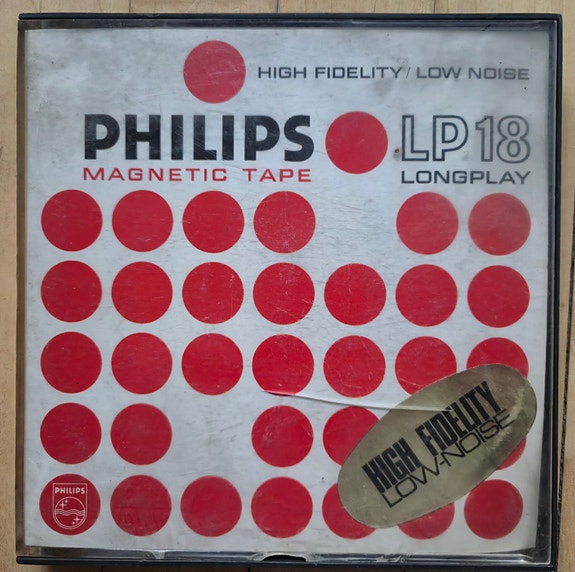 HIGH FIDELITY/LOW NOISE
PHILIPS LP18
MAGNETIC TAPE LONGPLAY
HIGH FIDELITY
LOW-NOISE
PHILIPS